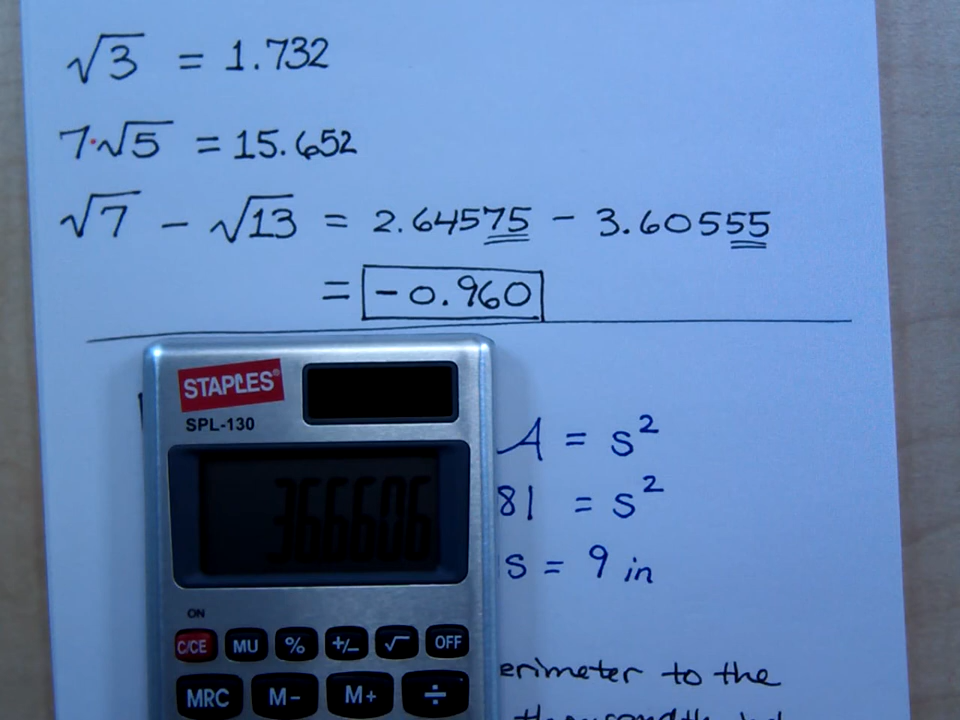 √3 = 1.732
7·√5 = 15.652
√7 - √13 = 2.64575 - 3.60555
= -0.960
STAPLES®
SPL-130
A = s²
81 = s²
s = 9 in
ON
C/CE MU % +/- √ OFF
MRC M- M+ ÷
erimeter to the